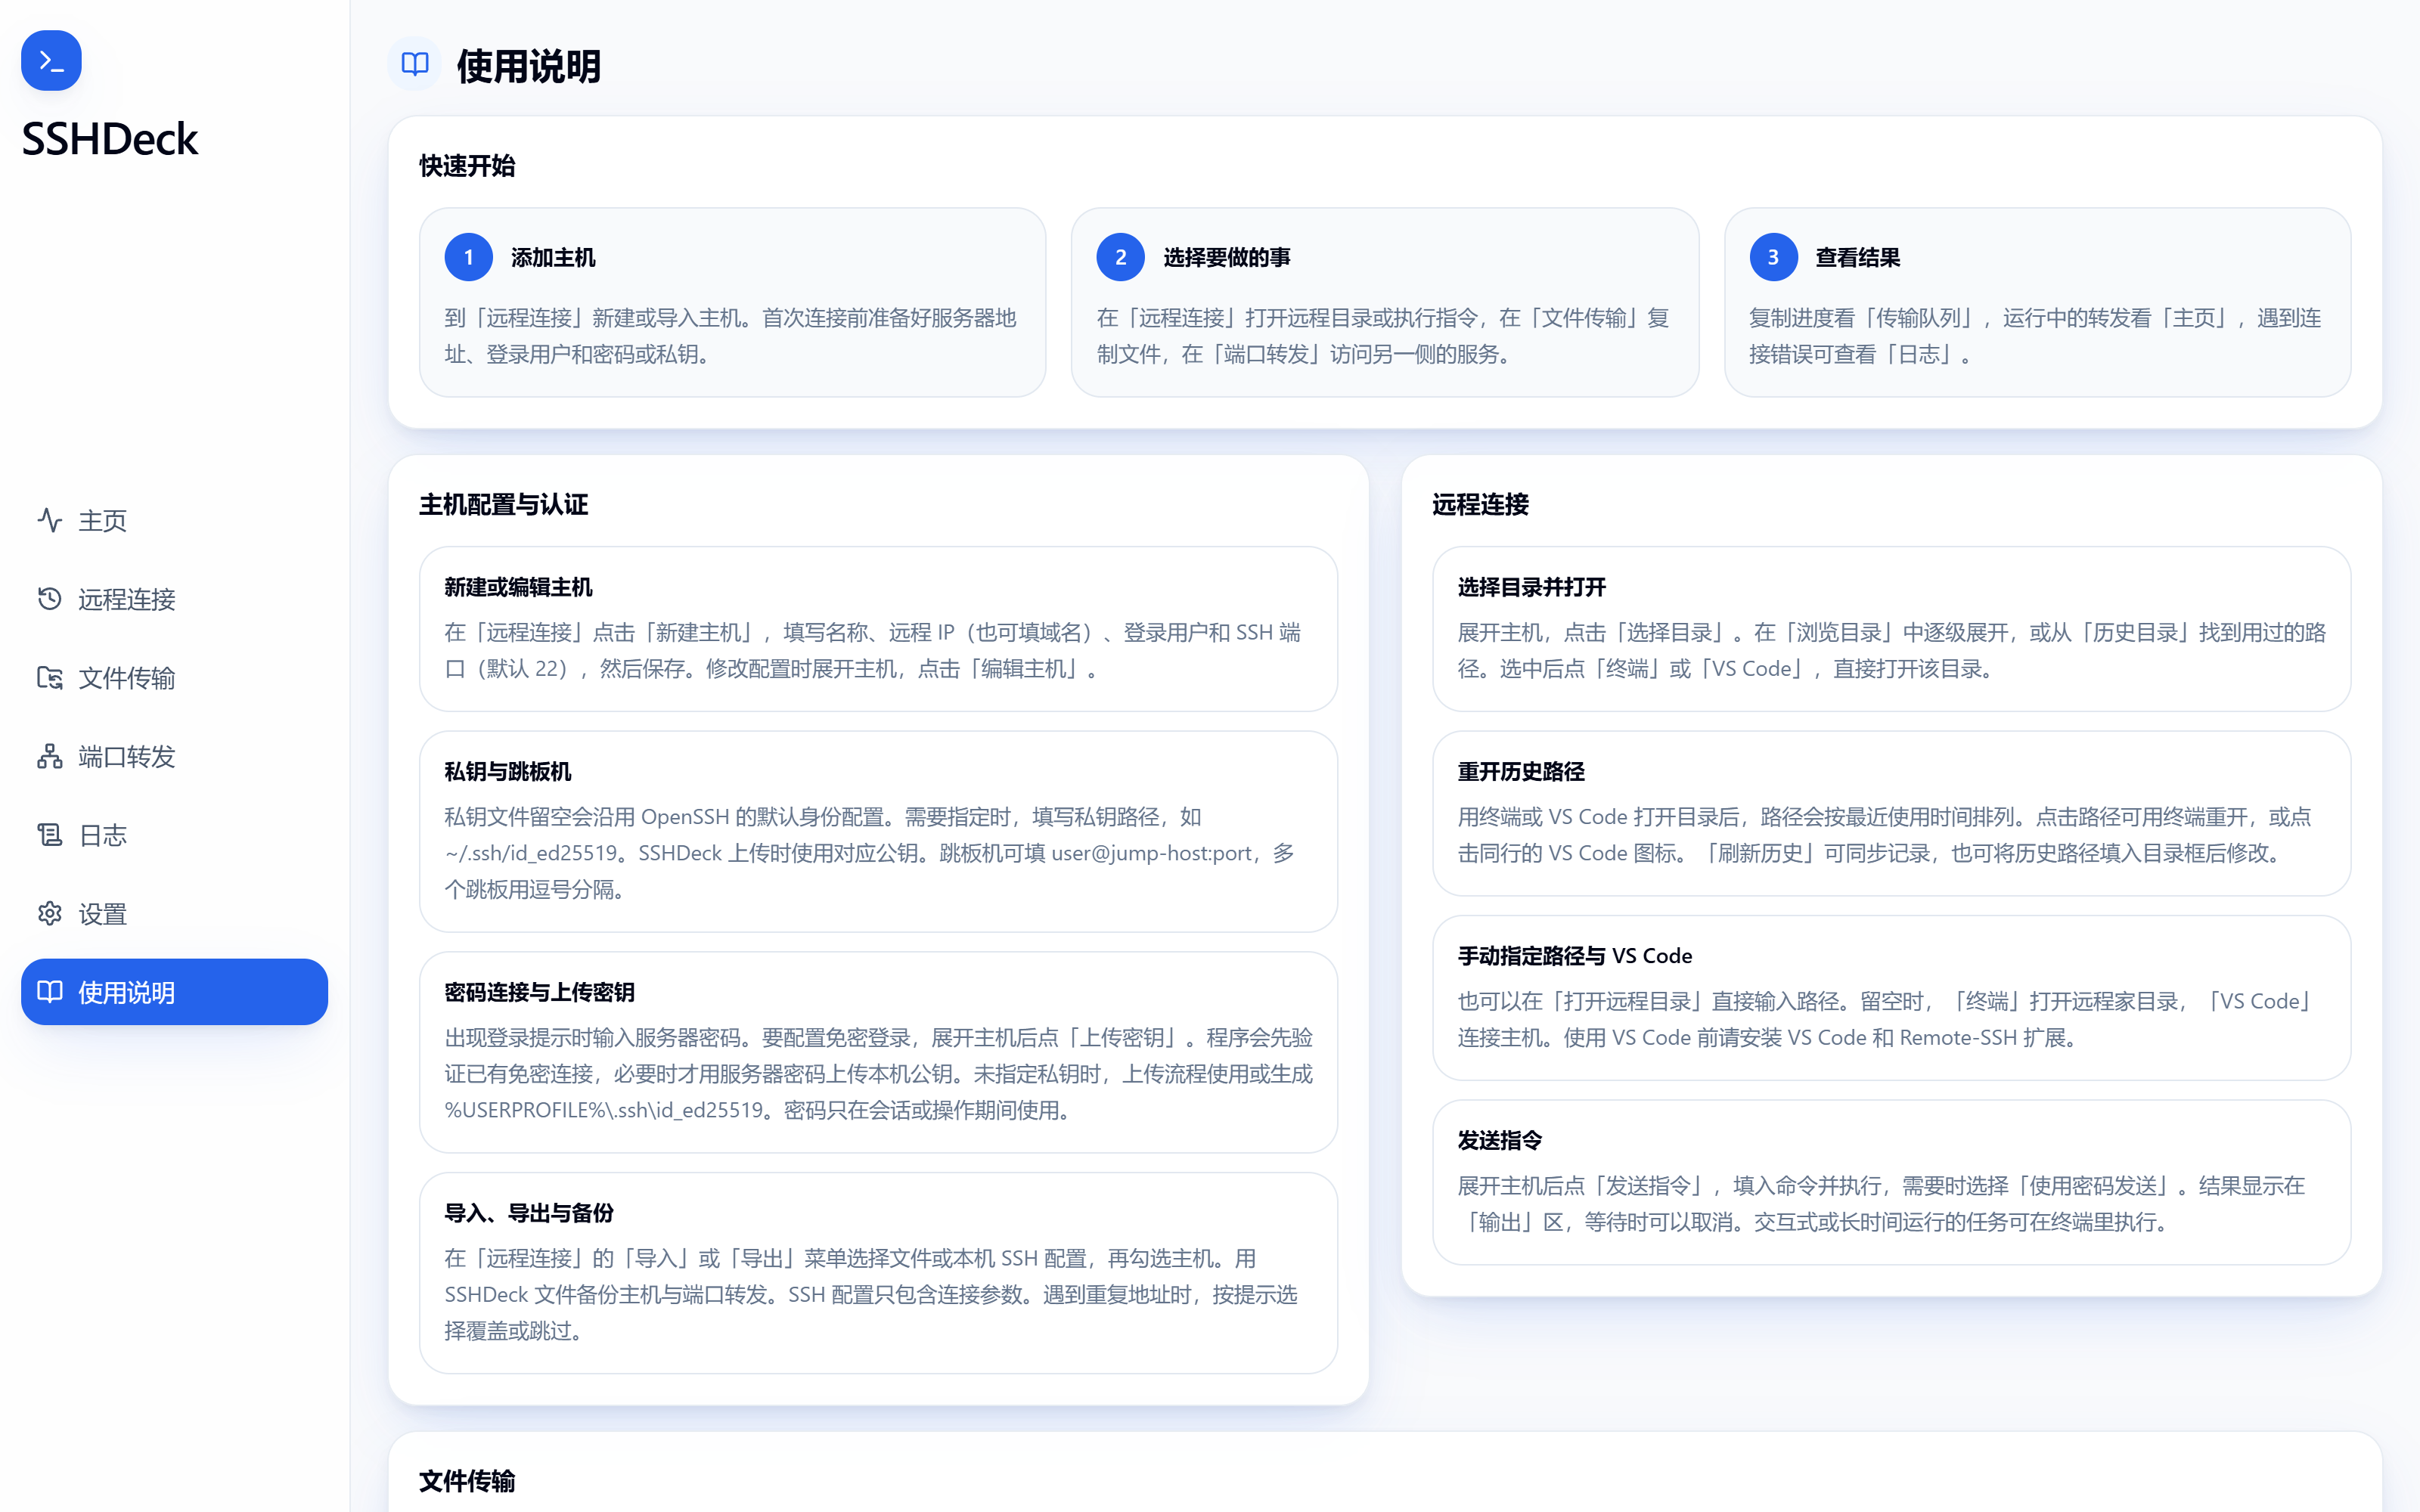 SSHDeck
主页
远程连接
文件传输
端口转发
日志
设置
使用说明
使用说明
快速开始
1 添加主机
到「远程连接」新建或导入主机。首次连接前准备好服务器地
址、登录用户和密码或私钥。
2 选择要做的事
在「远程连接」打开远程目录或执行指令，在「文件传输」复
制文件，在「端口转发」访问另一侧的服务。
3 查看结果
复制进度看「传输队列」，运行中的转发看「主页」，遇到连
接错误可查看「日志」。
主机配置与认证
新建或编辑主机
在「远程连接」点击「新建主机」，填写名称、远程 IP（也可填域名）、登录用户和 SSH 端
口（默认 22），然后保存。修改配置时展开主机，点击「编辑主机」。
私钥与跳板机
私钥文件留空会沿用 OpenSSH 的默认身份配置。需要指定时，填写私钥路径，如
~/.ssh/id_ed25519。SSHDeck 上传时使用对应公钥。跳板机可填 user@jump-host:port，多
个跳板用逗号分隔。
密码连接与上传密钥
出现登录提示时输入服务器密码。要配置免密登录，展开主机后点「上传密钥」。程序会先验
证已有免密连接，必要时才用服务器密码上传本机公钥。未指定私钥时，上传流程使用或生成
%USERPROFILE%\.ssh\id_ed25519。密码只在会话或操作期间使用。
导入、导出与备份
在「远程连接」的「导入」或「导出」菜单选择文件或本机 SSH 配置，再勾选主机。用
SSHDeck 文件备份主机与端口转发。SSH 配置只包含连接参数。遇到重复地址时，按提示选
择覆盖或跳过。
远程连接
选择目录并打开
展开主机，点击「选择目录」。在「浏览目录」中逐级展开，或从「历史目录」找到用过的路
径。选中后点「终端」或「VS Code」，直接打开该目录。
重开历史路径
用终端或 VS Code 打开目录后，路径会按最近使用时间排列。点击路径可用终端重开，或点
击同行的 VS Code 图标。「刷新历史」可同步记录，也可将历史路径填入目录框后修改。
手动指定路径与 VS Code
也可以在「打开远程目录」直接输入路径。留空时，「终端」打开远程家目录，「VS Code」
连接主机。使用 VS Code 前请安装 VS Code 和 Remote-SSH 扩展。
发送指令
展开主机后点「发送指令」，填入命令并执行，需要时选择「使用密码发送」。结果显示在
「输出」区，等待时可以取消。交互式或长时间运行的任务可在终端里执行。
文件传输